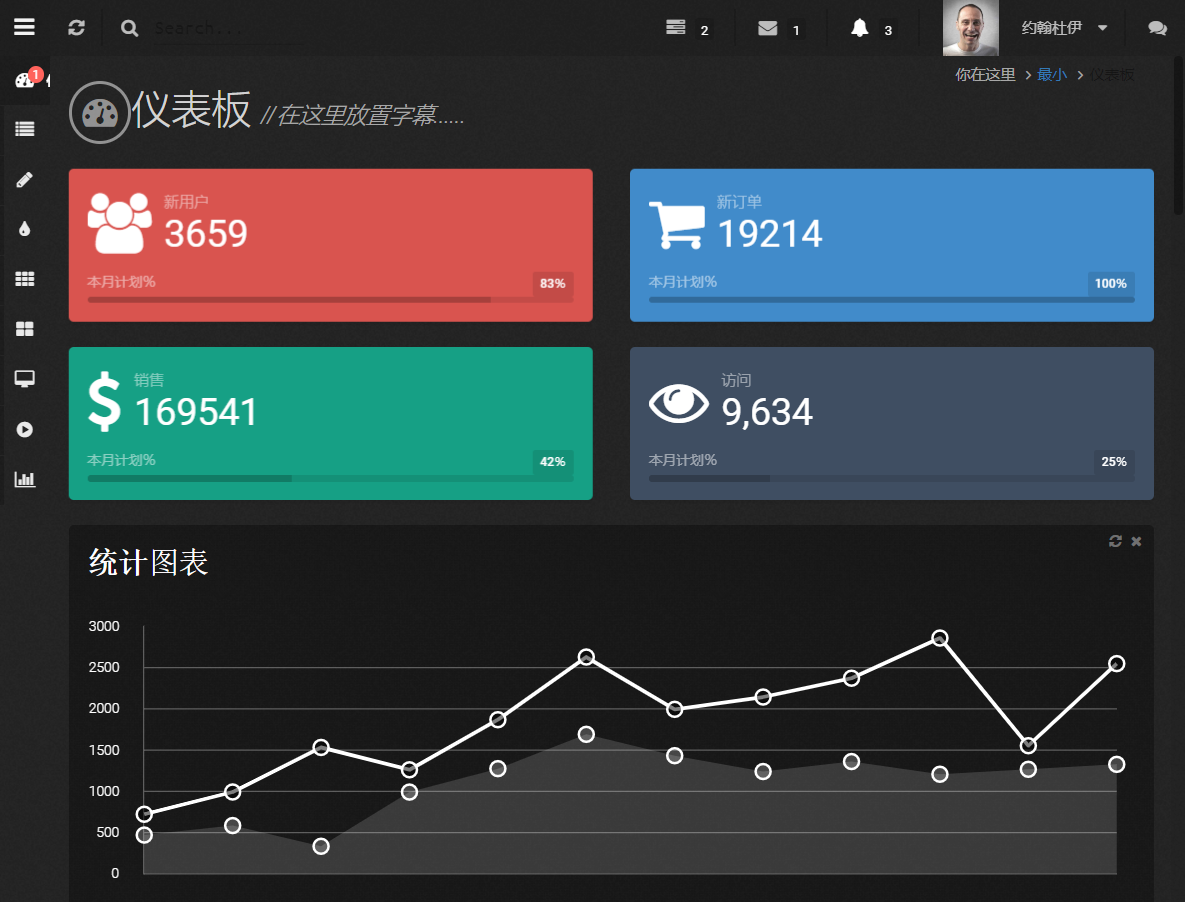 Search...
2
1
3
约翰杜伊
1
你在这里 > 最小 > 仪表板
仪表板 // 在这里放置字幕.....
新用户
3659
本月计划%
83%
新订单
19214
本月计划%
100%
销售
169541
本月计划%
42%
访问
9,634
本月计划%
25%
统计图表
3000
2500
2000
1500
1000
500
0